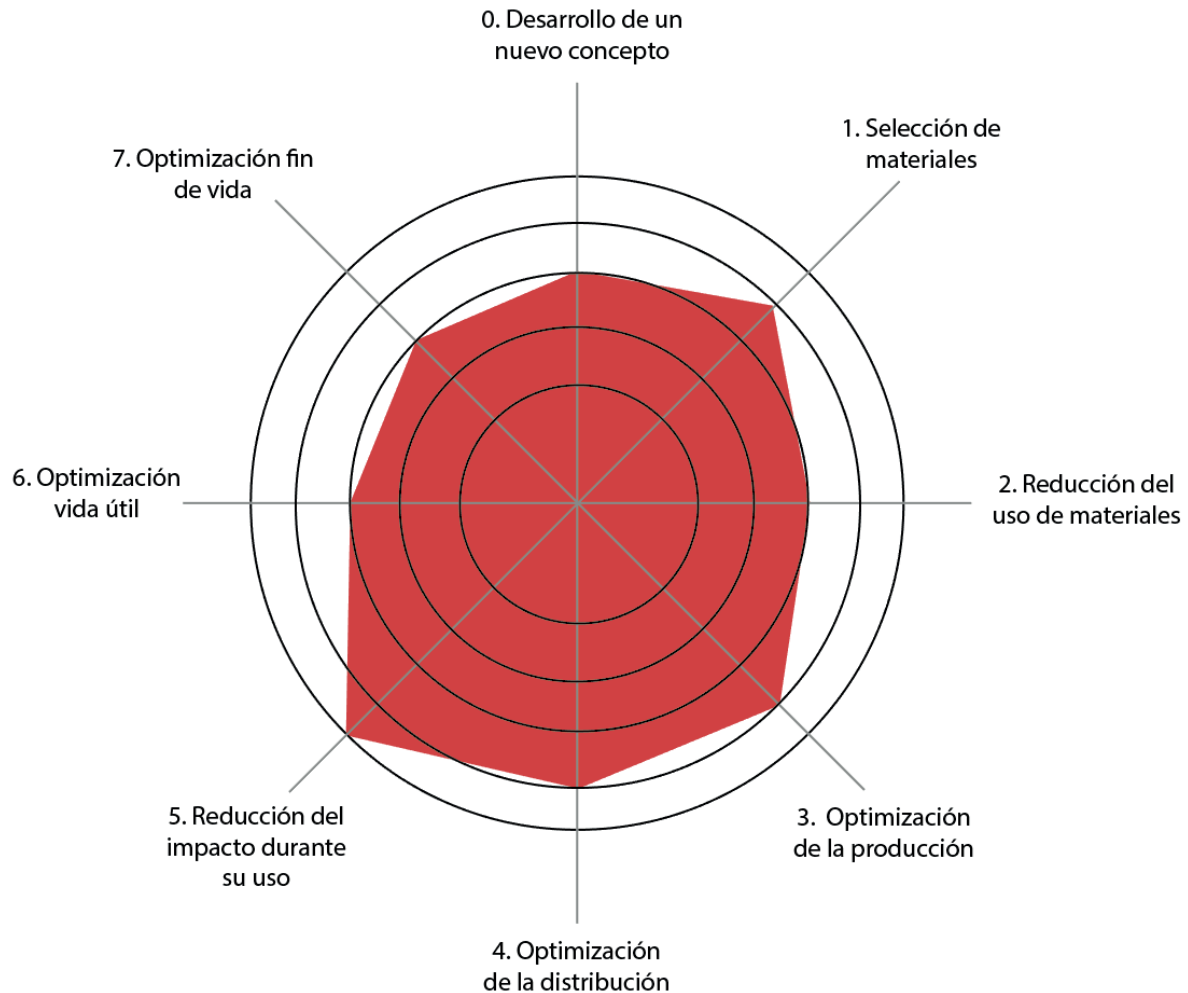 0. Desarrollo de un
nuevo concepto
1. Selección de
materiales
2. Reducción del
uso de materiales
3. Optimización
de la producción
4. Optimización
de la distribución
5. Reducción del
impacto durante
su uso
6. Optimización
vida útil
7. Optimización fin
de vida